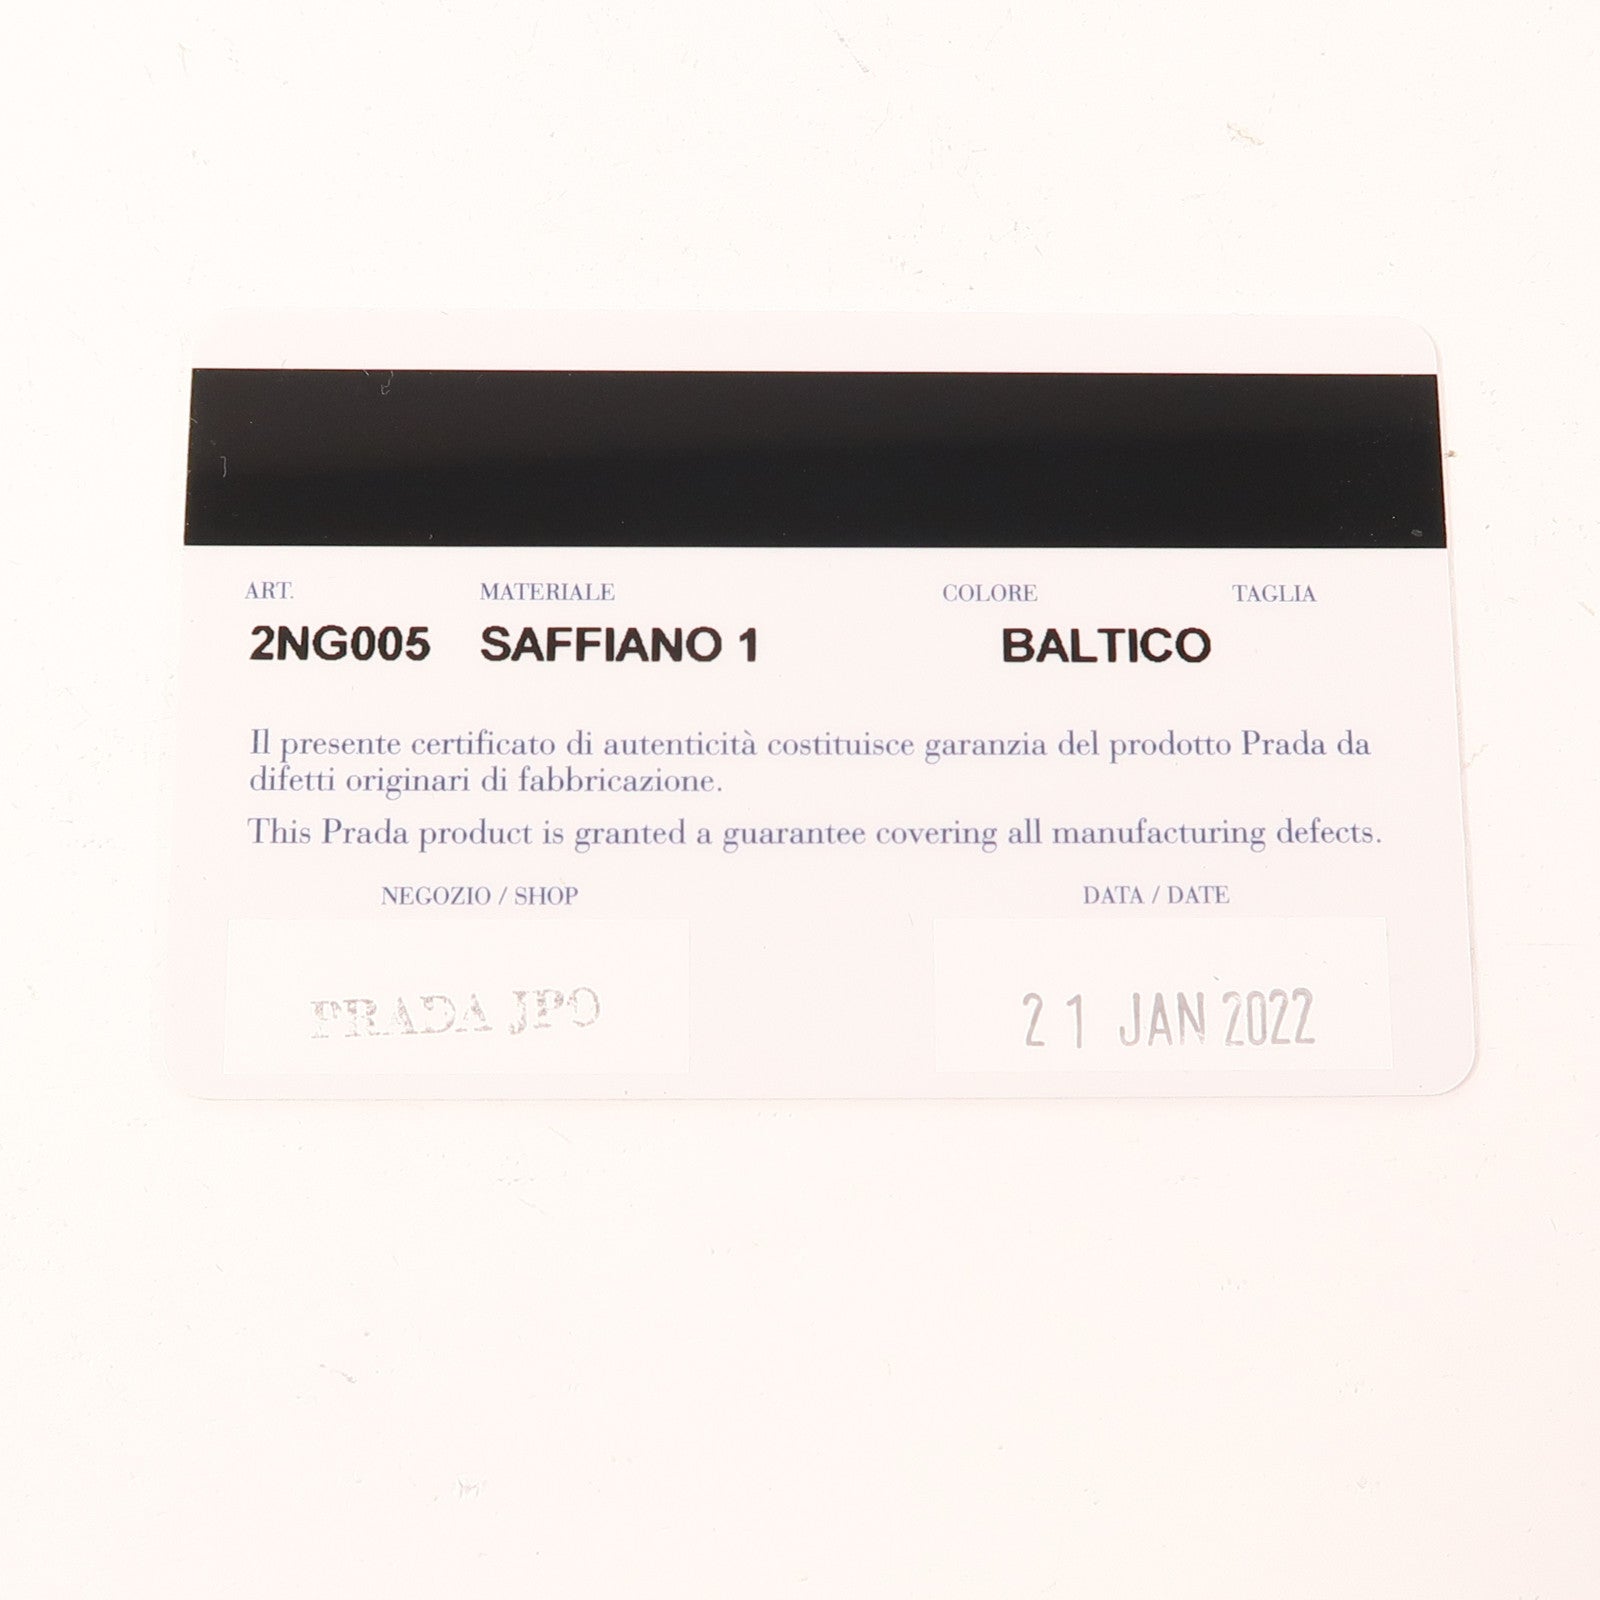 ART. MATERIALE COLORE TAGLIA
2NG005 SAFFIANO 1 BALTICO
Il presente certificato di autenticità costituisce garanzia del prodotto Prada da
difetti originari di fabbricazione.
This Prada product is granted a guarantee covering all manufacturing defects.
NEGOZIO / SHOP DATA / DATE
PRADA JPO 21 JAN 2022